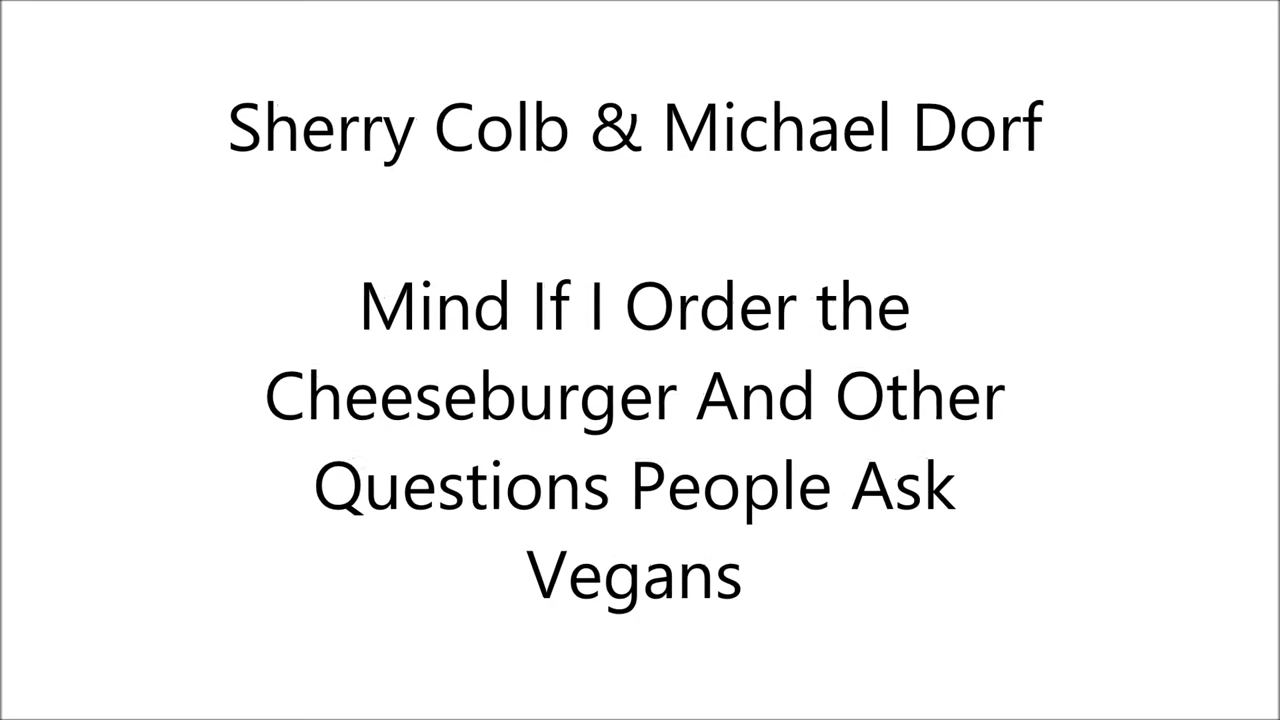 Sherry Colb & Michael Dorf
Mind If I Order the
Cheeseburger And Other
Questions People Ask
Vegans